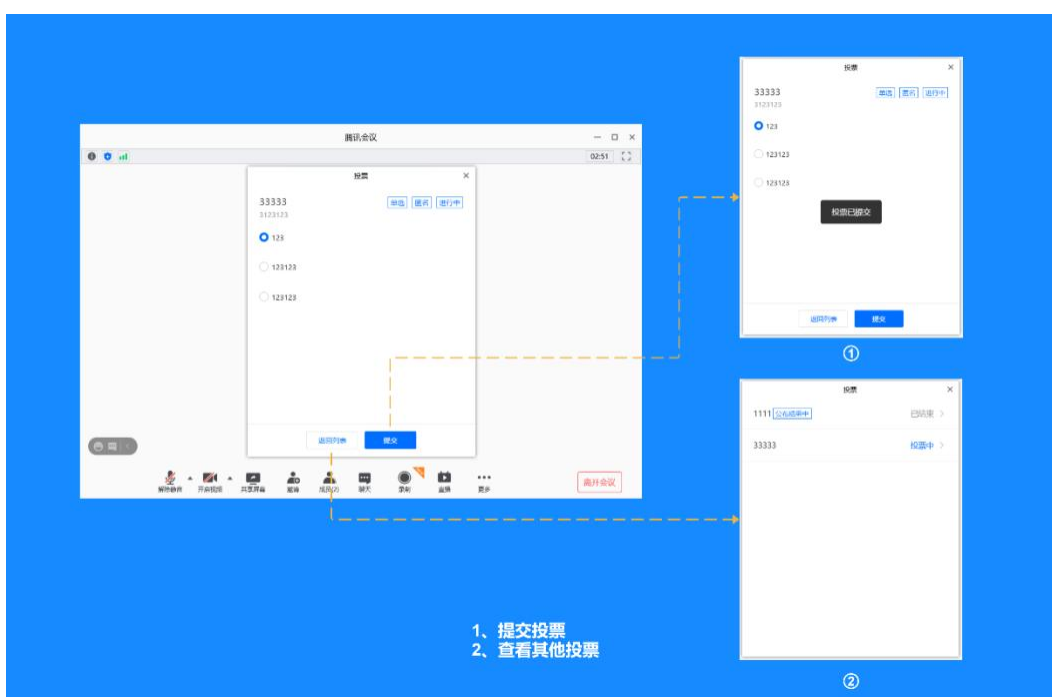 腾讯会议
02:51
投票
33333
单选 匿名 进行中
3123123
123
123123
123123
返回列表 提交
解除静音 开启视频 共享屏幕 邀请 成员(2) 聊天 录制 直播 更多 离开会议
投票
33333
单选 匿名 进行中
3123123
123
123123
123123
投票已提交
返回列表 提交
①
投票
1111 公布结果中 已结束
33333 投票中
②
1、提交投票
2、查看其他投票